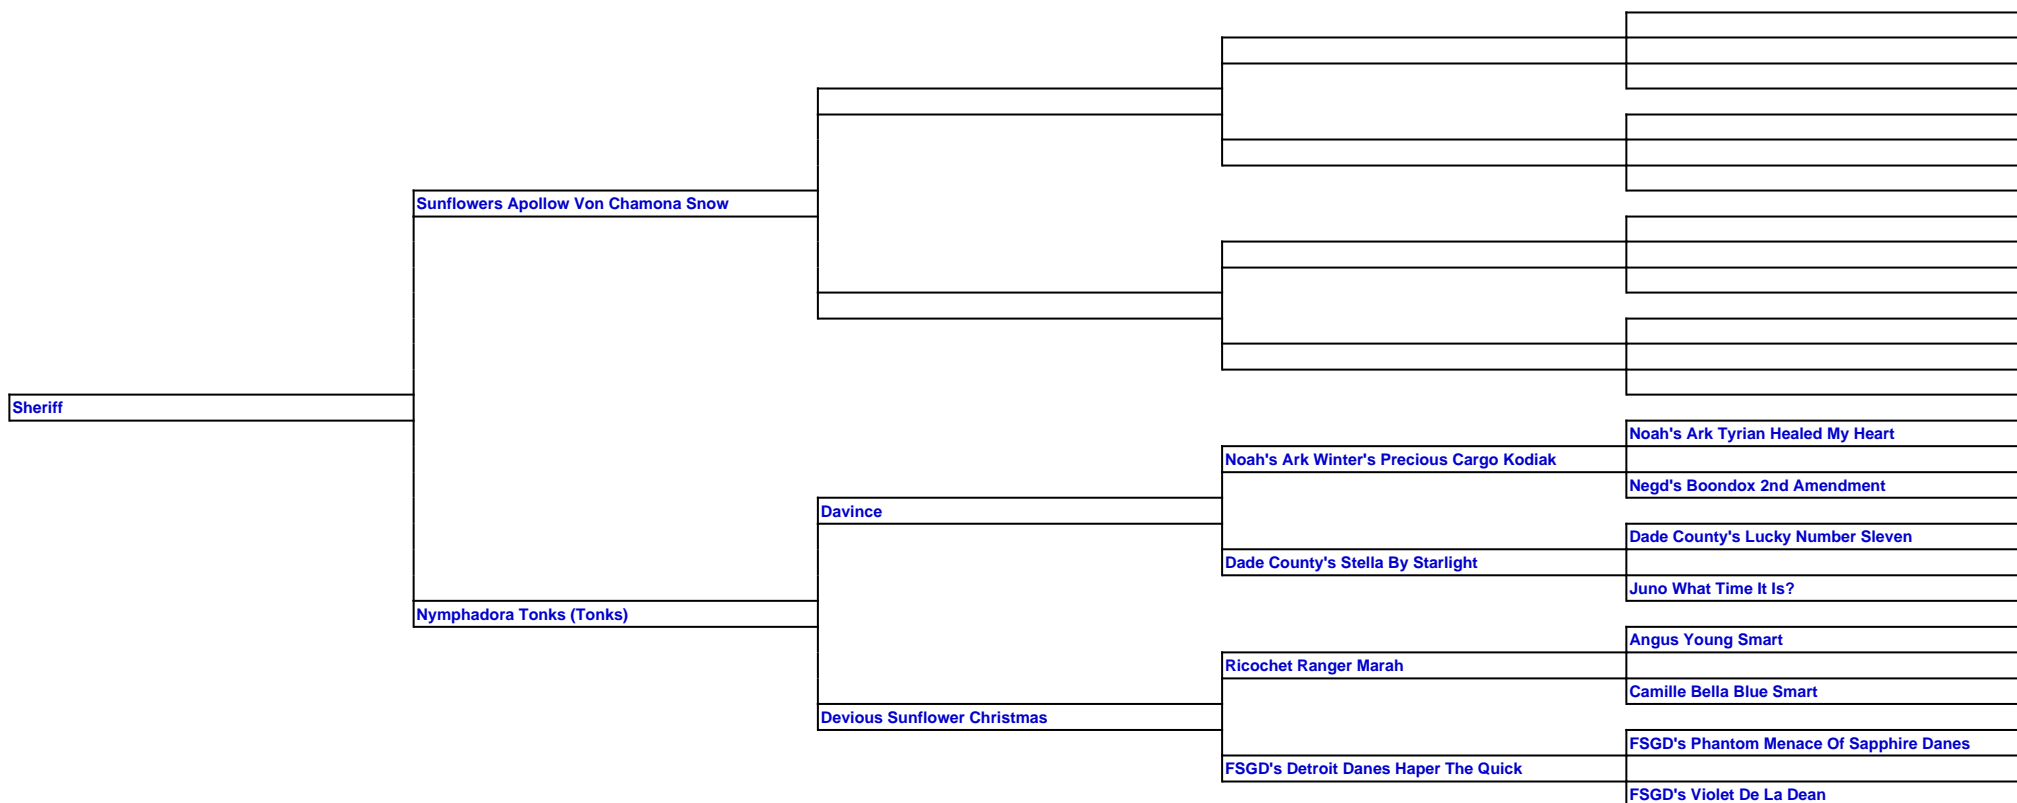 Sunflowers Apollow Von Chamona Snow
Sheriff
Noah's Ark Tyrian Healed My Heart
Noah's Ark Winter's Precious Cargo Kodiak
Negd's Boondox 2nd Amendment
Davince
Dade County's Lucky Number Sleven
Dade County's Stella By Starlight
Juno What Time It Is?
Nymphadora Tonks (Tonks)
Angus Young Smart
Ricochet Ranger Marah
Camille Bella Blue Smart
Devious Sunflower Christmas
FSGD's Phantom Menace Of Sapphire Danes
FSGD's Detroit Danes Haper The Quick
FSGD's Violet De La Dean